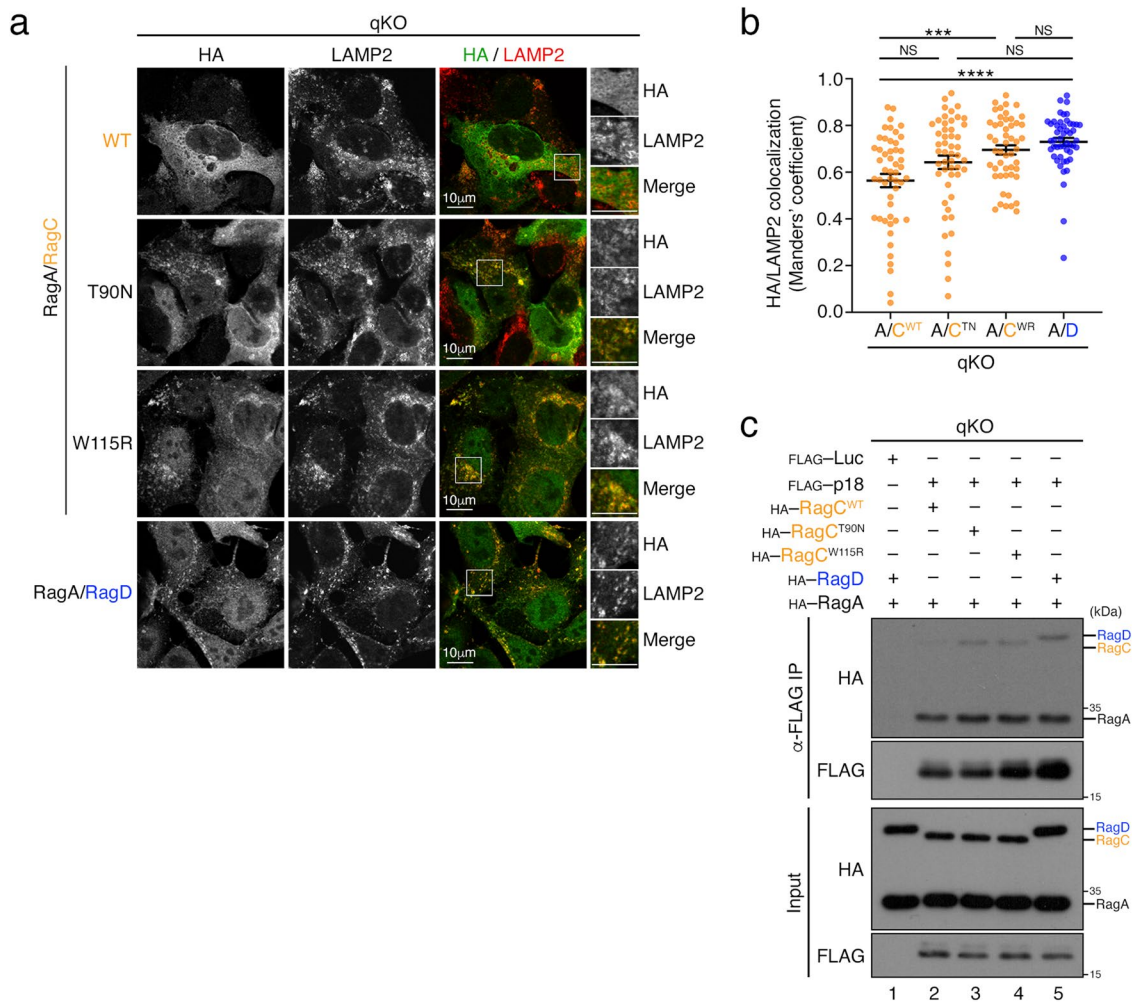 a
qKO
HA LAMP2 HA / LAMP2
RagA/RagC
WT
HA
LAMP2
Merge
10µm
T90N
HA
LAMP2
Merge
10µm
W115R
HA
LAMP2
Merge
10µm
RagA/RagD
HA
LAMP2
Merge
10µm
b
*** NS
NS NS
****
HA/LAMP2 colocalization
(Manders' coefficient)
1.0
0.8
0.6
0.4
0.2
0.0
A/C^WT A/C^TN A/C^WR A/D
qKO
c
qKO
FLAG–Luc + – – – –
FLAG–p18 – + + + +
HA–RagC^WT – + – – –
HA–RagC^T90N – – + – –
HA–RagC^W115R – – – + –
HA–RagD + – – – +
HA–RagA + + + + +
(kDa)
α-FLAG IP
HA
RagD
RagC
35
RagA
FLAG
15
Input
HA
RagD
RagC
35
RagA
FLAG
15
1 2 3 4 5